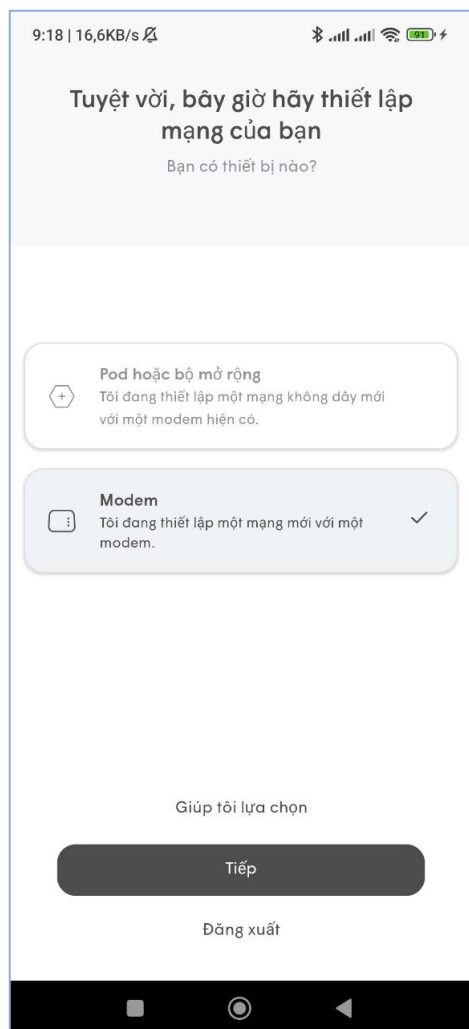 9:18 | 16,6KB/s
91
Tuyệt vời, bây giờ hãy thiết lập
mạng của bạn
Bạn có thiết bị nào?
Pod hoặc bộ mở rộng
Tôi đang thiết lập một mạng không dây mới
với một modem hiện có.
Modem
Tôi đang thiết lập một mạng mới với một
modem.
Giúp tôi lựa chọn
Tiếp
Đăng xuất